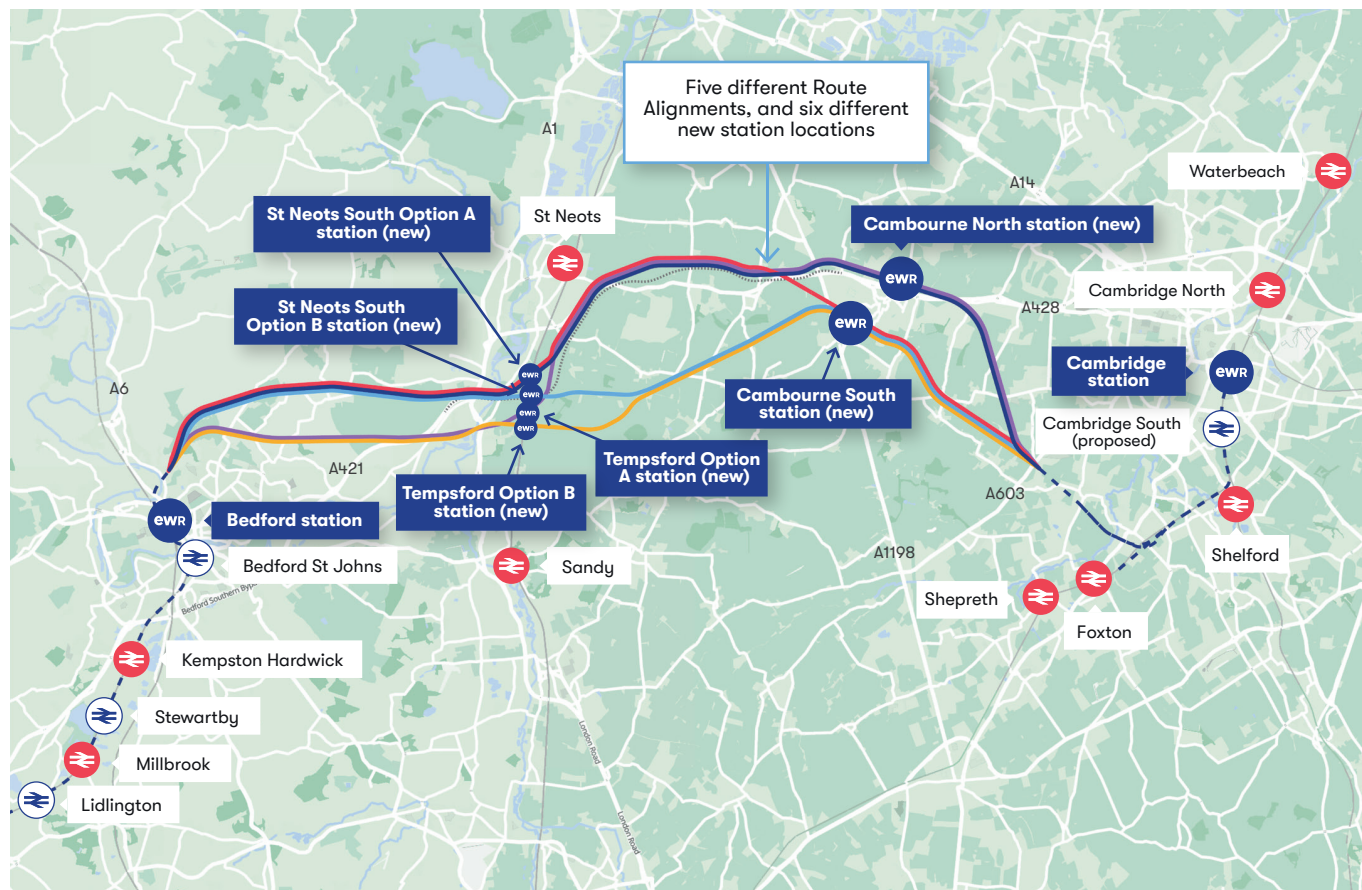 Five different Route
Alignments, and six different
new station locations
A1
A14
Waterbeach
St Neots South Option A
station (new)
St Neots
Cambourne North station (new)
ewR
Cambridge North
St Neots South
Option B station (new)
A428
ewR
Cambridge
station
ewR
A6
ewR
ewR
ewR
ewR
Cambourne South
station (new)
Cambridge South
(proposed)
A421
Tempsford Option
A station (new)
Tempsford Option B
station (new)
A603
ewR
Bedford station
A1198
Shelford
Bedford St Johns
Sandy
Bedford Southern Bypa
Shepreth
Foxton
Kempston Hardwick
Stewartby
London Road
Millbrook
Lidlington
London Road